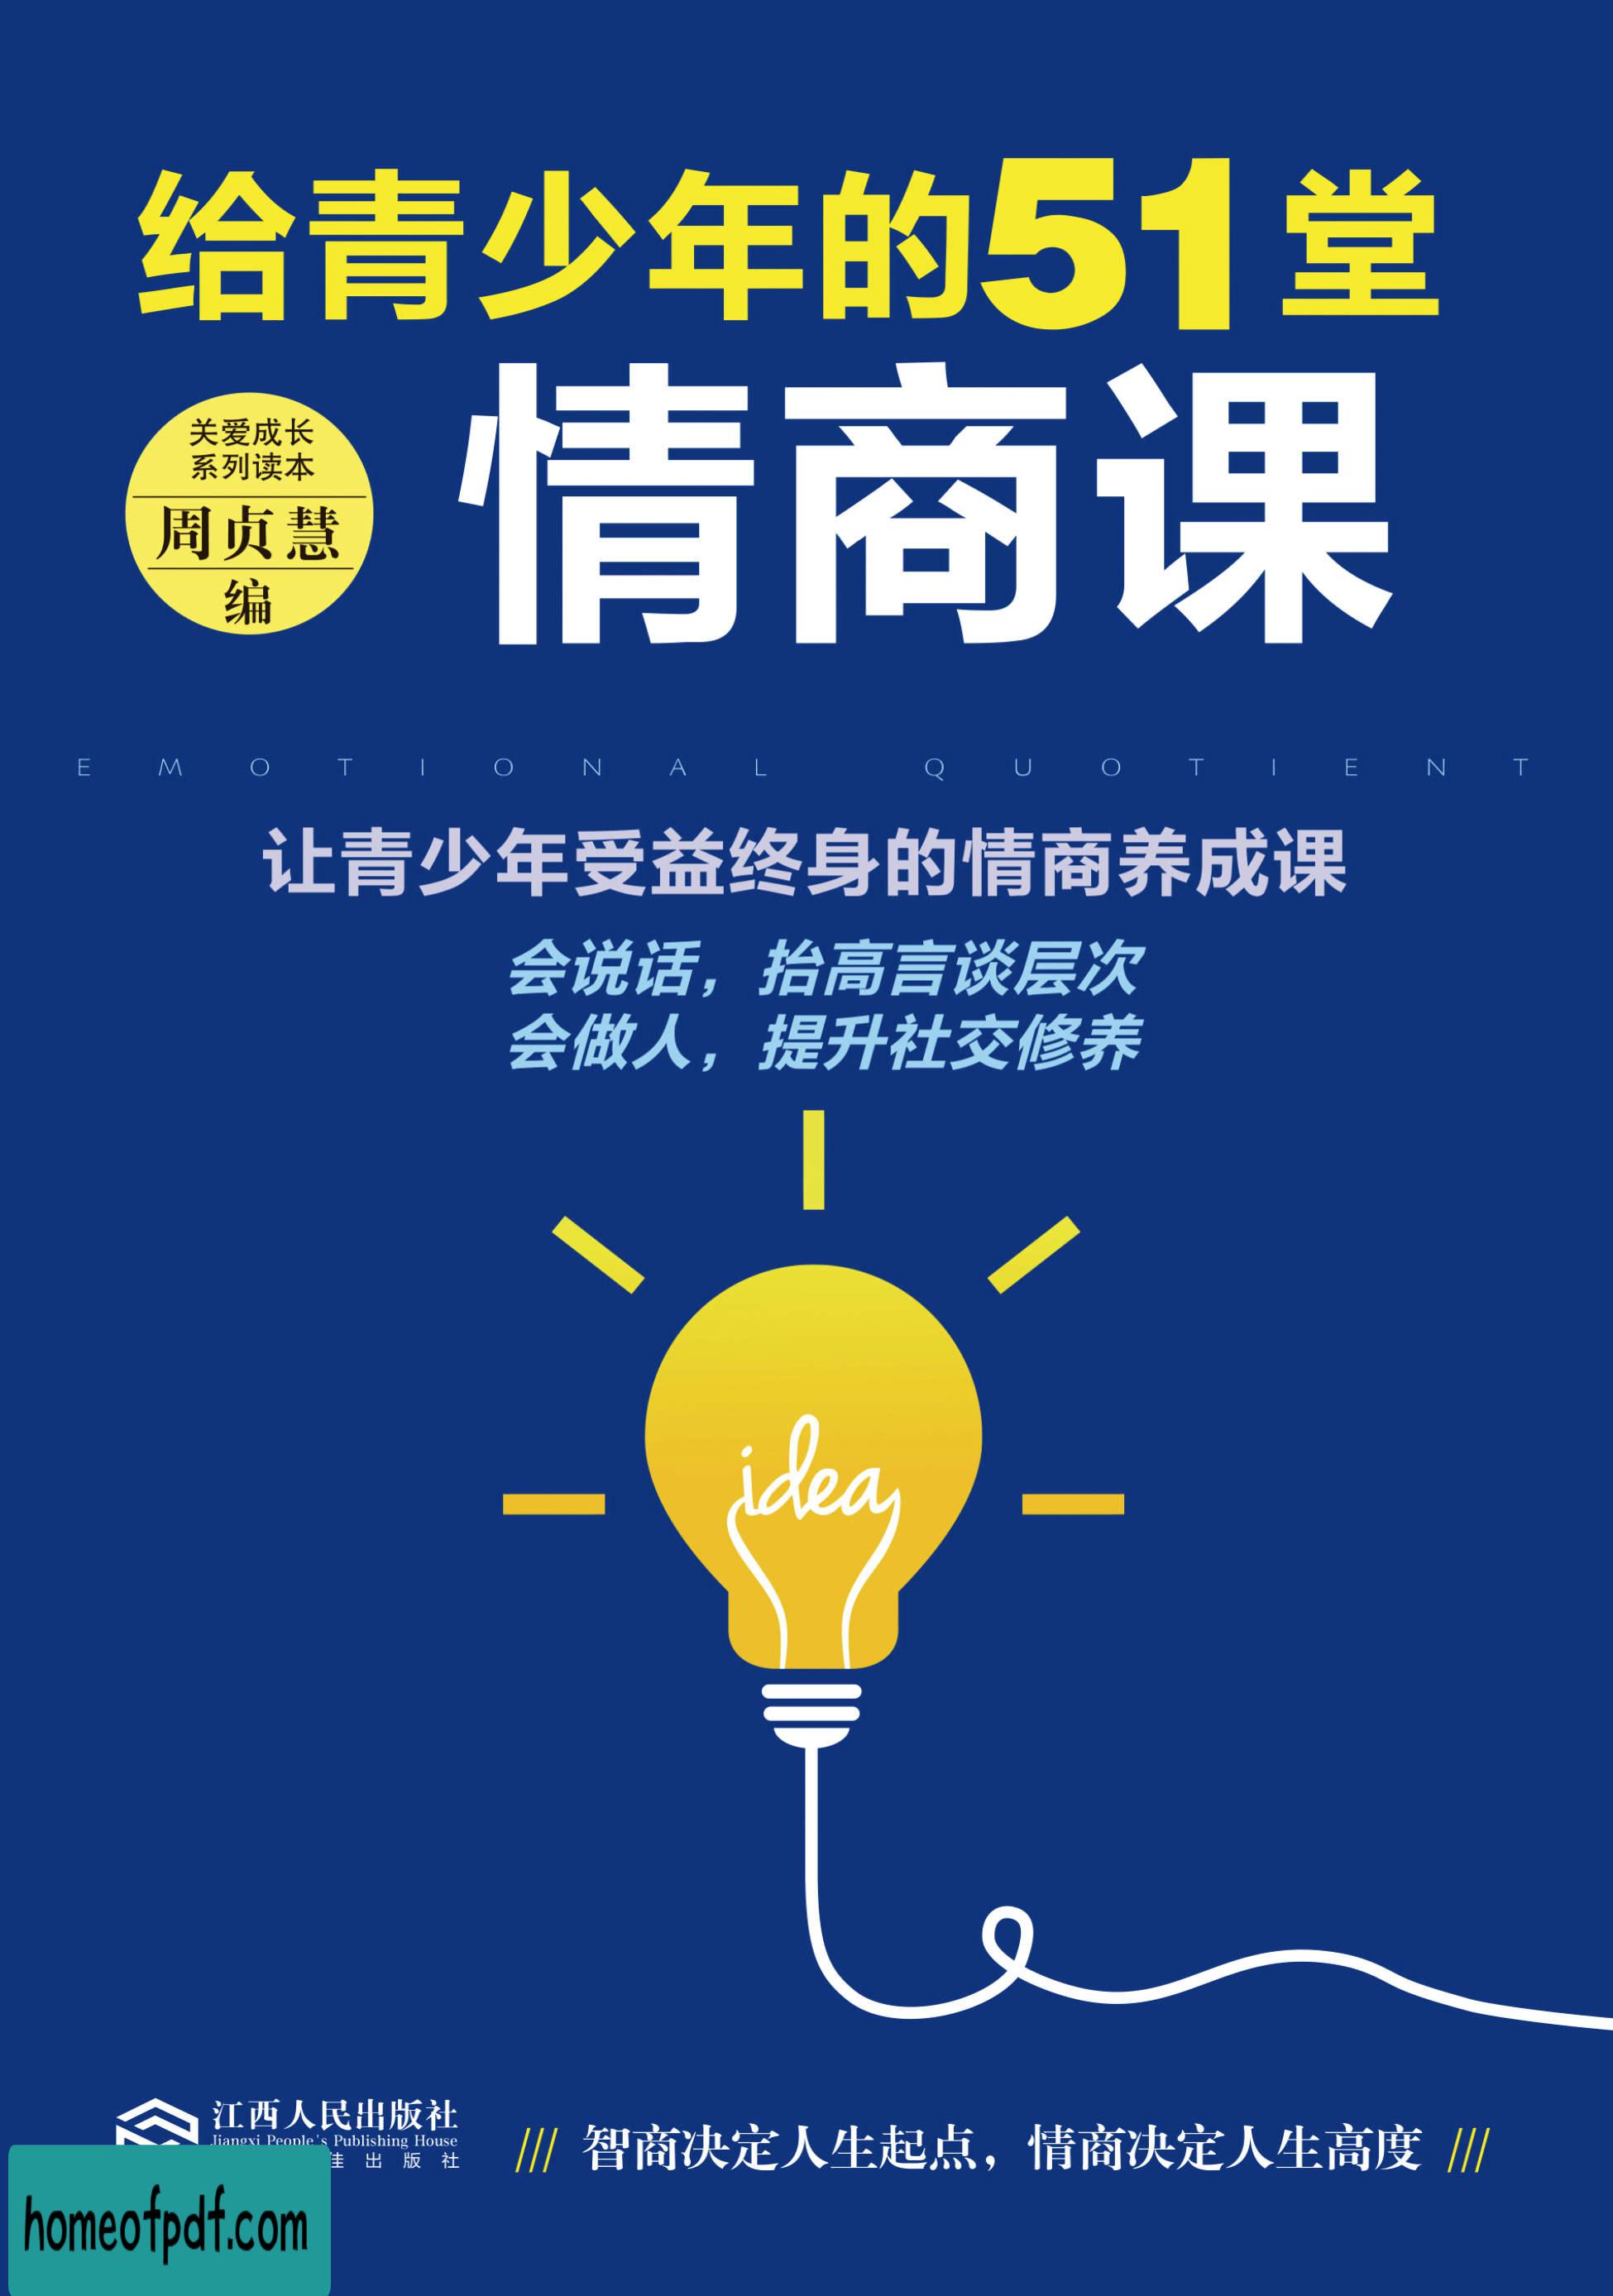 给青少年的51堂
情商课
关爱成长
系列读本
周贞慧
编
EMOTIONAL QUOTIENT
让青少年受益终身的情商养成课
会说话，抬高言谈层次
会做人，提升社交修养
idea
江西人民出版社
Jiangxi People's Publishing House
佳出版社
/// 智商决定人生起点，情商决定人生高度 ///
homeofpdf.com